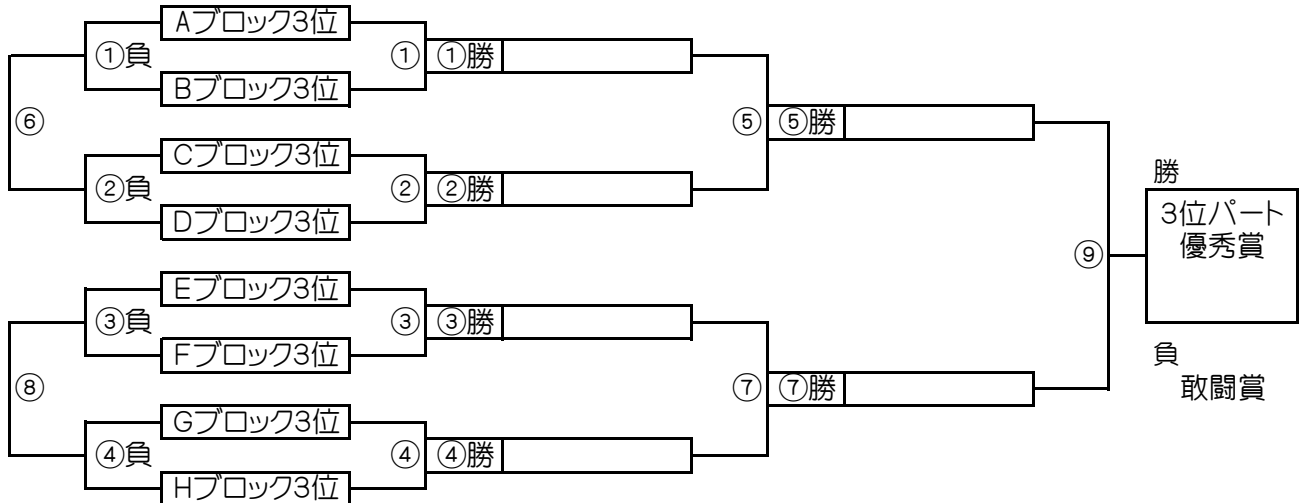 Aブロック3位
①負
①
①勝
Bブロック3位
⑥
⑤
⑤勝
Cブロック3位
②負
②
②勝
Dブロック3位
勝
3位パート
優秀賞
⑨
Eブロック3位
③負
③
③勝
Fブロック3位
負
敢闘賞
⑧
⑦
⑦勝
Gブロック3位
④負
④
④勝
Hブロック3位